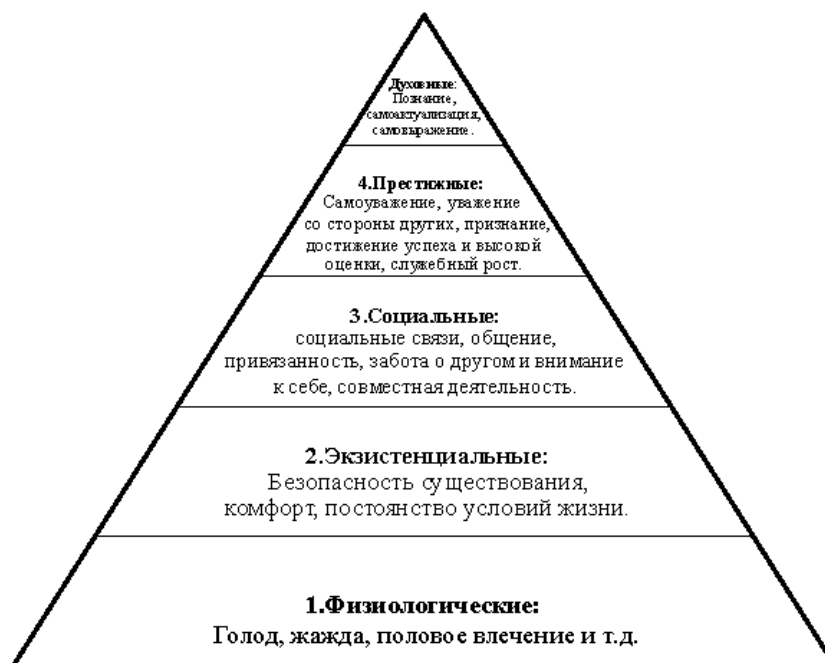 Духовные:
Познание,
самоактуализация,
самовыражение.
4.Престижные:
Самоуважение, уважение
со стороны других, признание,
достижение успеха и высокой
оценки, служебный рост.
3.Социальные:
социальные связи, общение,
привязанность, забота о другом и внимание
к себе, совместная деятельность.
2.Экзистенциальные:
Безопасность существования,
комфорт, постоянство условий жизни.
1.Физиологические:
Голод, жажда, половое влечение и т.д.